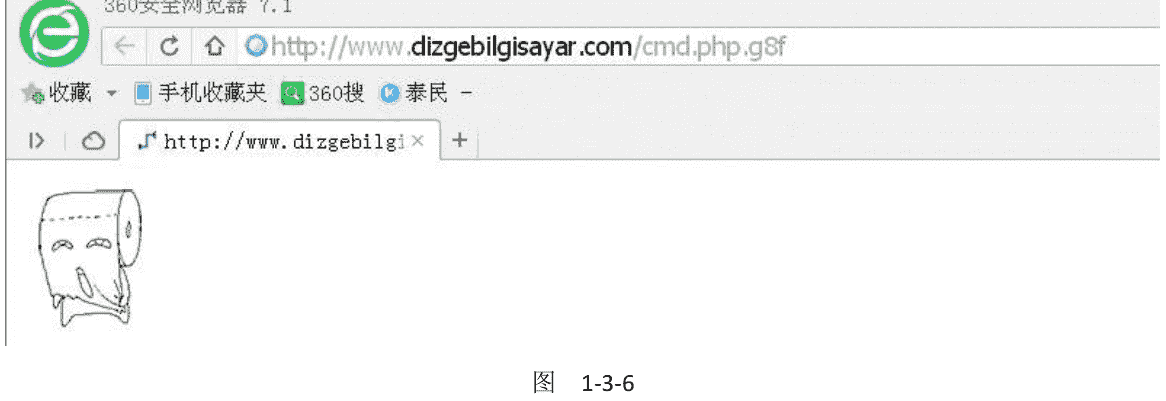 360安全浏览器 7.1
http://www.dizgebilgisayar.com/cmd.php.g8f
收藏 手机收藏夹 360搜 泰民 -
http://www.dizgebilgi
图 1-3-6